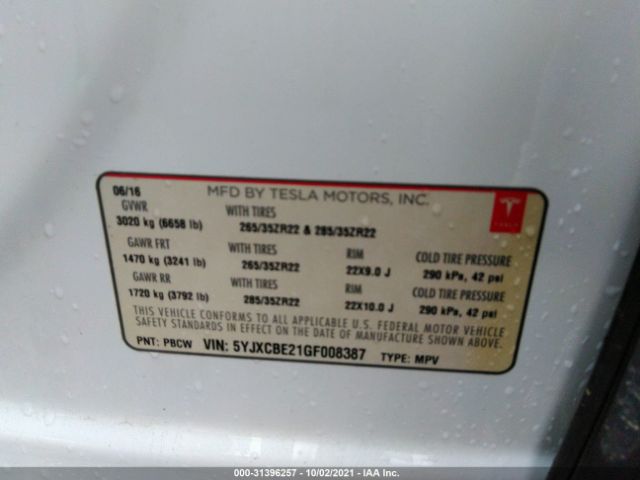 06/16 MFD BY TESLA MOTORS, INC.
GVWR WITH TIRES
3020 kg (6658 lb) 265/35ZR22 & 285/35ZR22
GAWR FRT WITH TIRES RIM COLD TIRE PRESSURE
1470 kg (3241 lb) 265/35ZR22 22X9.0 J 290 kPa, 42 psi
GAWR RR WITH TIRES RIM COLD TIRE PRESSURE
1720 kg (3792 lb) 285/35ZR22 22X10.0 J 290 kPa, 42 psi
THIS VEHICLE CONFORMS TO ALL APPLICABLE U.S. FEDERAL MOTOR VEHICLE
SAFETY STANDARDS IN EFFECT ON THE DATE OF MANUFACTURE SHOWN ABOVE.
PNT: PBCW VIN: 5YJXCBE21GF008387 TYPE: MPV
TESLA
000-31396257 - 10/02/2021 - IAA Inc.